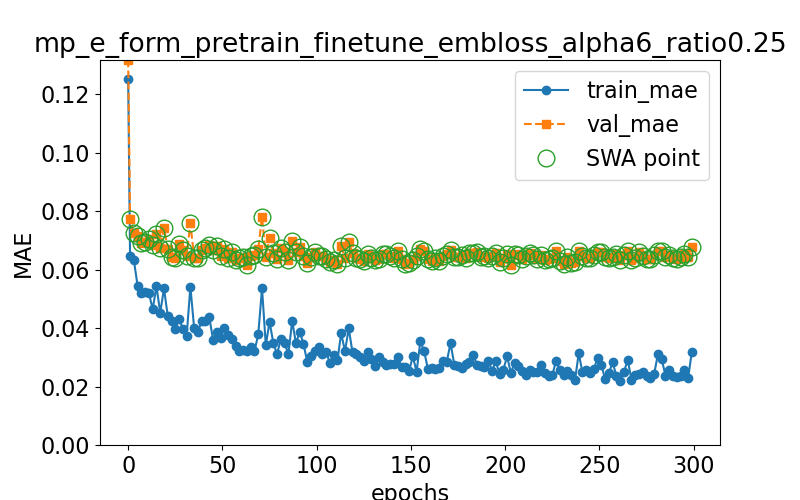 mp_e_form_pretrain_finetune_embloss_alpha6_ratio0.25
train_mae
val_mae
SWA point
MAE
0.12
0.10
0.08
0.06
0.04
0.02
0.00
0 50 100 150 200 250 300
epochs